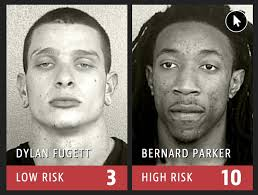 DYLAN FUGETT
LOW RISK 3
BERNARD PARKER
HIGH RISK 10